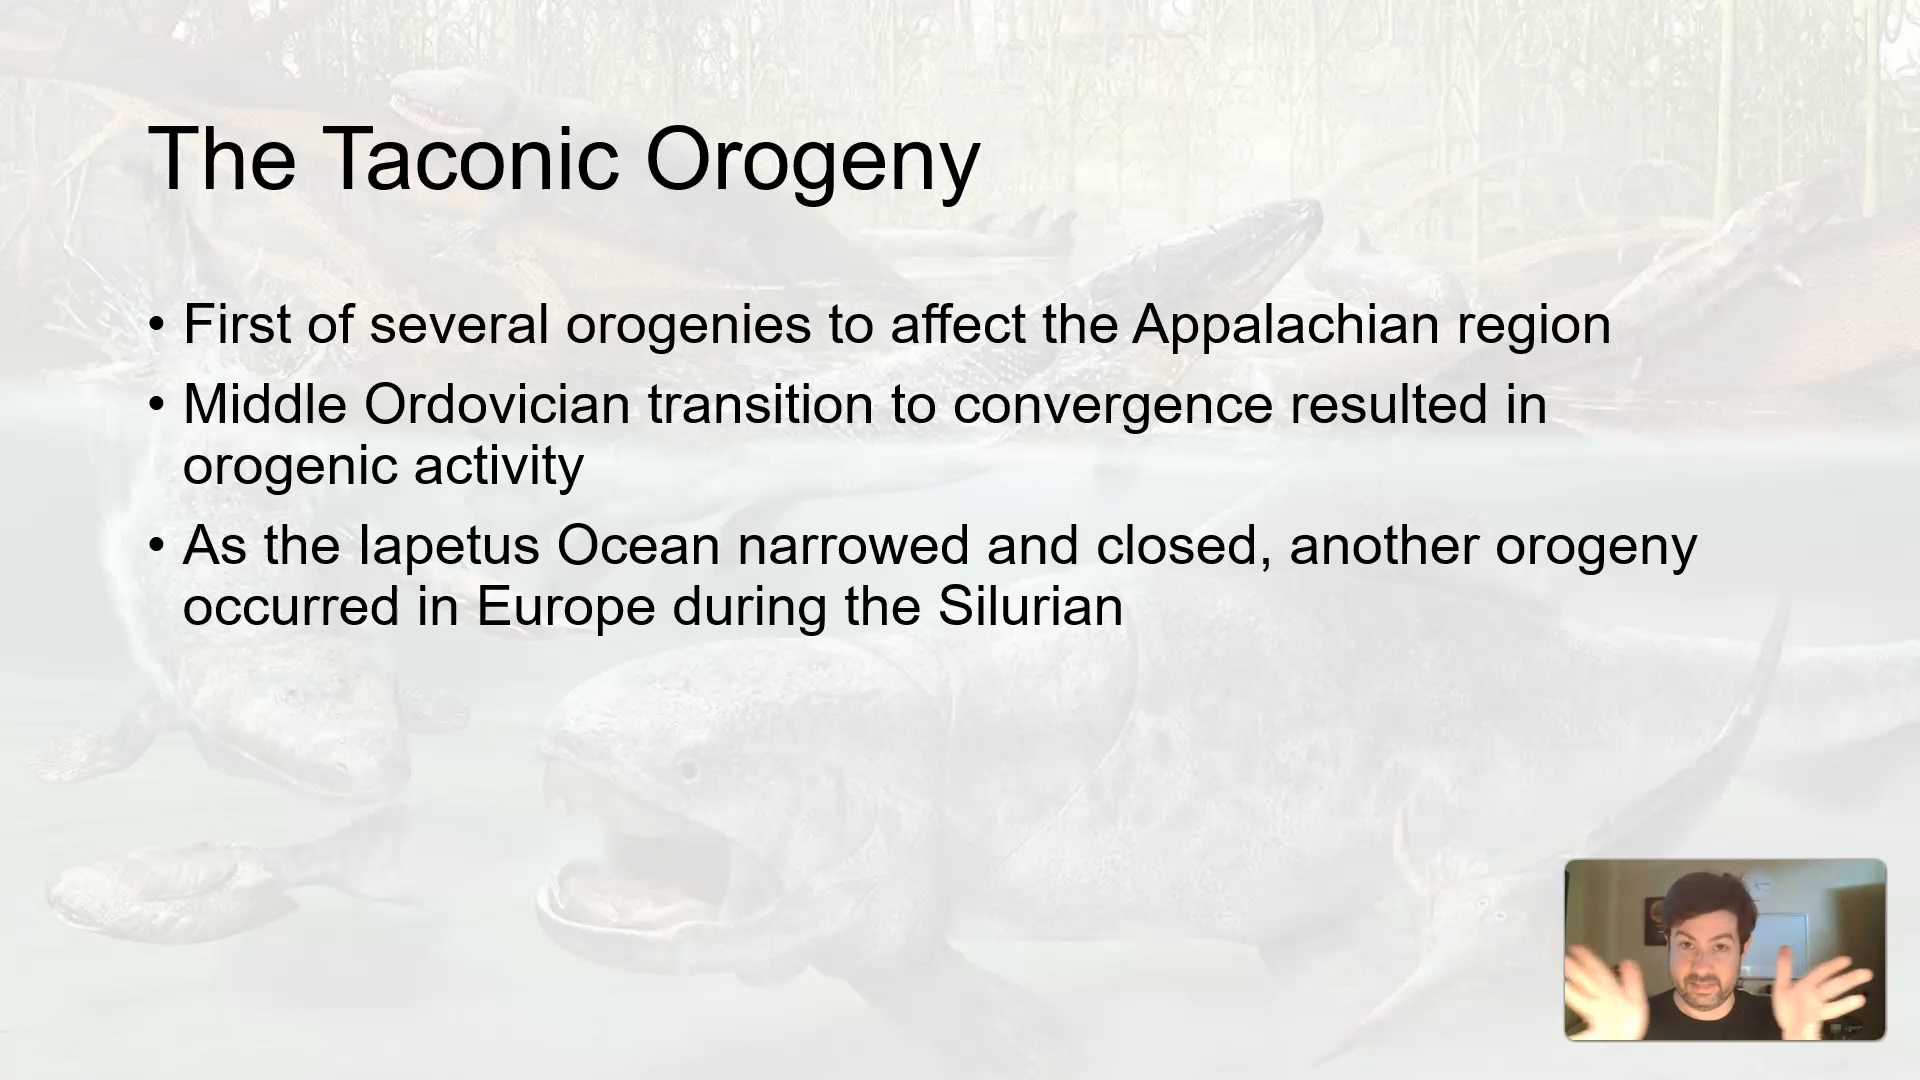 The Taconic Orogeny
• First of several orogenies to affect the Appalachian region
• Middle Ordovician transition to convergence resulted in
orogenic activity
• As the Iapetus Ocean narrowed and closed, another orogeny
occurred in Europe during the Silurian